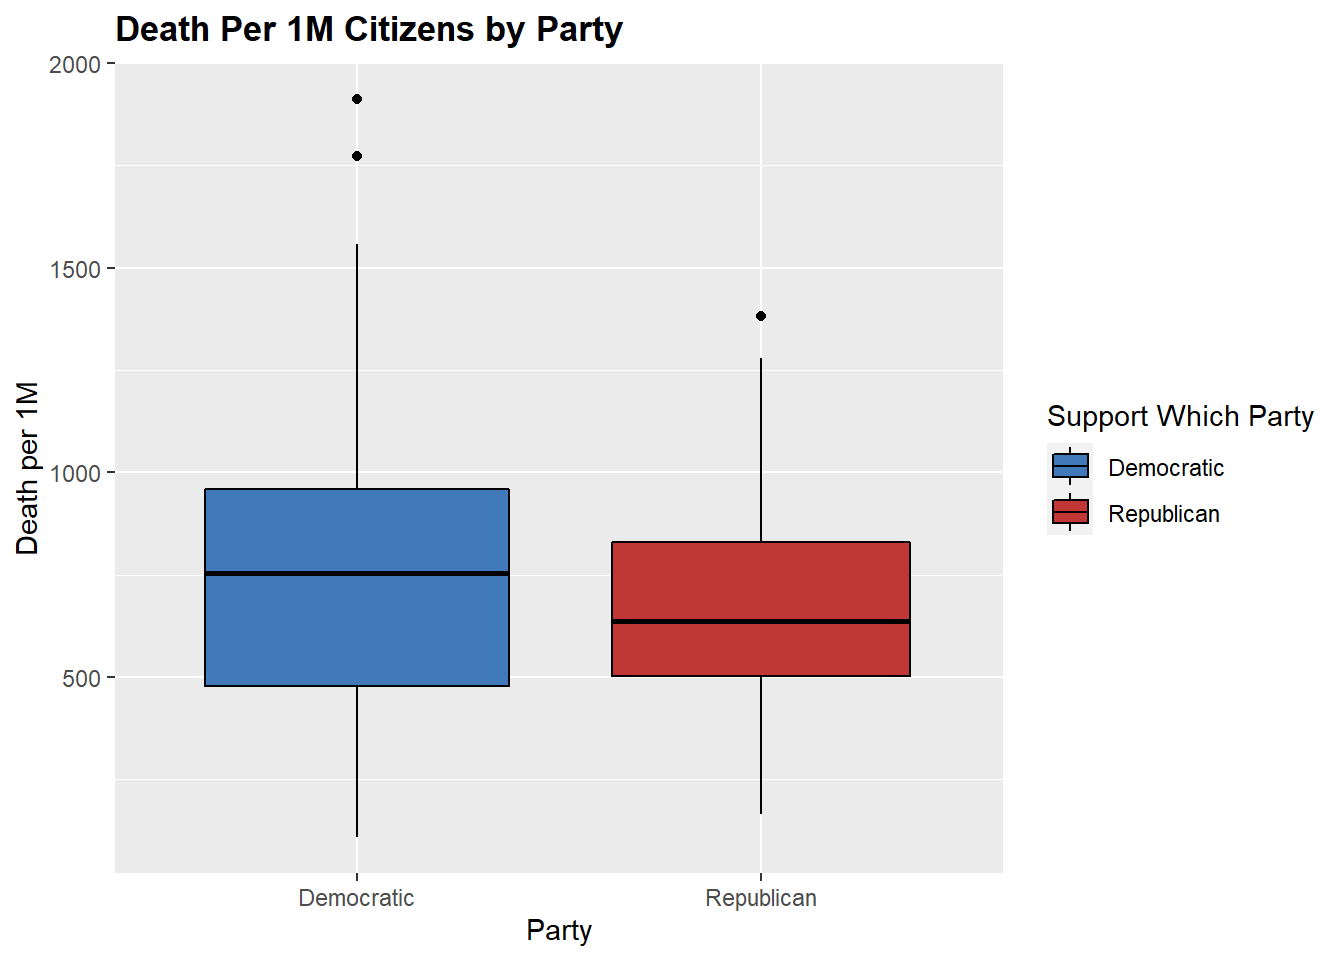 Death Per 1M Citizens by Party
2000
1500
1000
500
Death per 1M
Democratic
Republican
Party
Support Which Party
Democratic
Republican